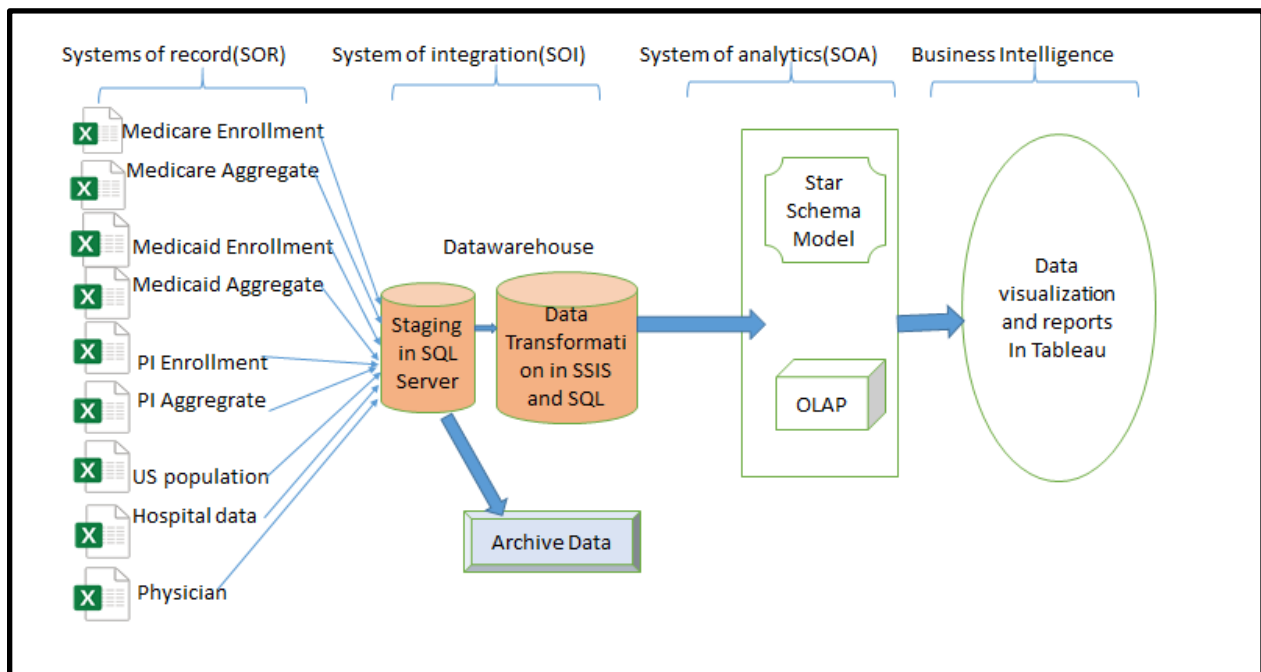 Systems of record(SOR)
System of integration(SOI)
System of analytics(SOA)
Business Intelligence
X Medicare Enrollment
X Medicare Aggregate
X Medicaid Enrollment
X Medicaid Aggregate
X PI Enrollment
X PI Aggregrate
X US population
X Hospital data
X Physician
Datawarehouse
Staging
in SQL
Server
Data
Transformati
on in SSIS
and SQL
Archive Data
Star
Schema
Model
OLAP
Data
visualization
and reports
In Tableau